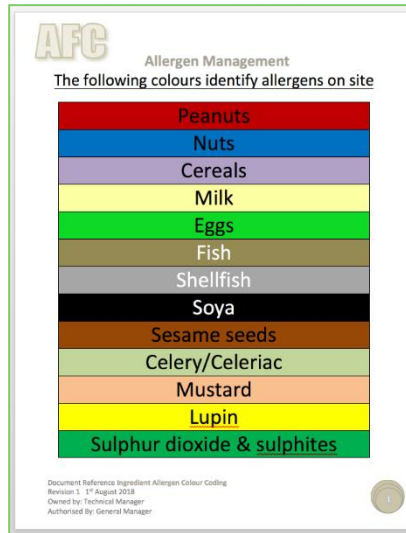 AFC
Allergen Management
The following colours identify allergens on site
Peanuts
Nuts
Cereals
Milk
Eggs
Fish
Shellfish
Soya
Sesame seeds
Celery/Celeriac
Mustard
Lupin
Sulphur dioxide & sulphites
Document Reference Ingredient Allergen Colour Coding
Revision 1 1st August 2018
Owned by: Technical Manager
Authorised By: General Manager
1